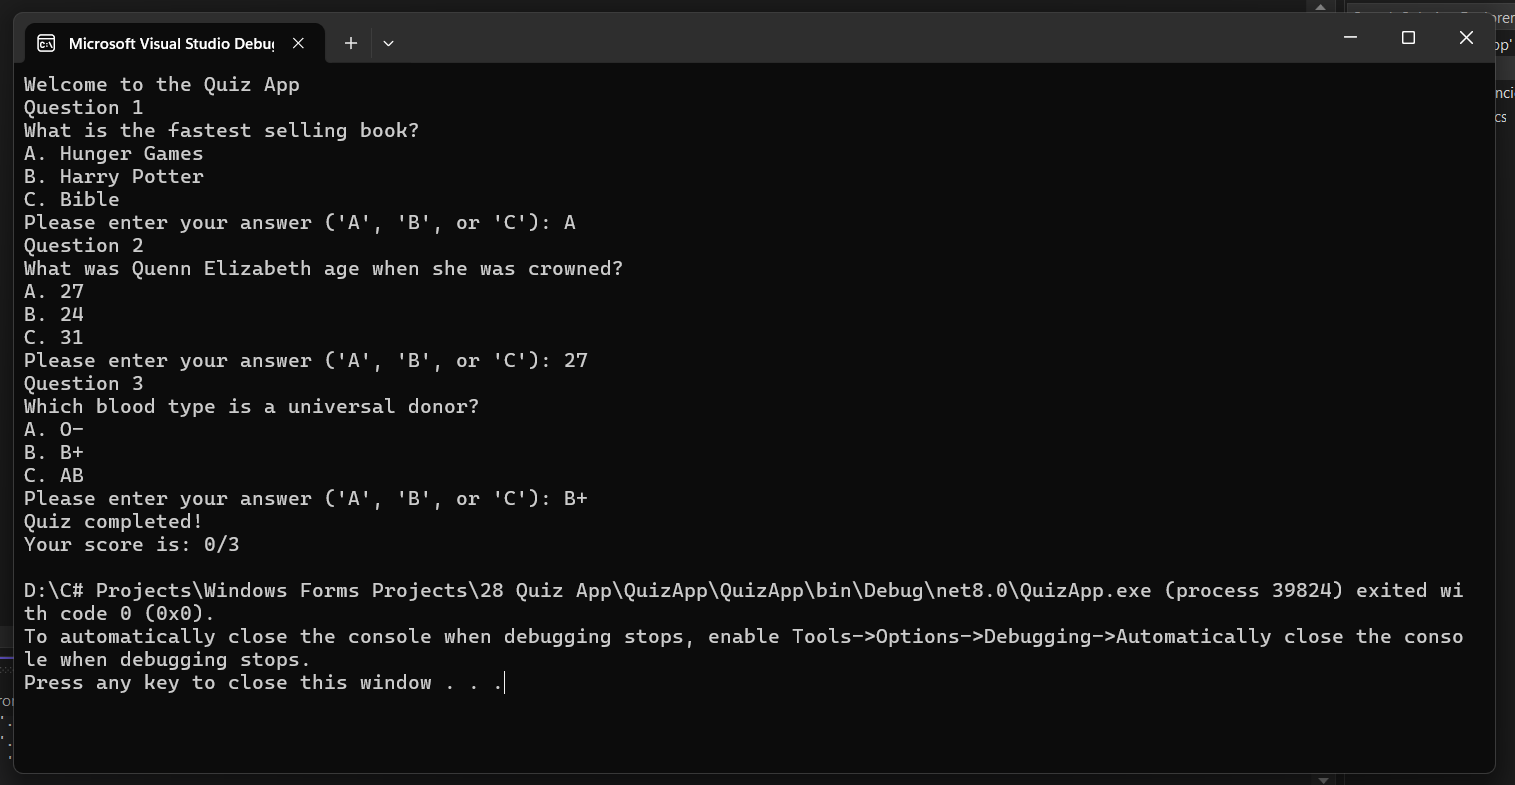 Microsoft Visual Studio Debug
Welcome to the Quiz App
Question 1
What is the fastest selling book?
A. Hunger Games
B. Harry Potter
C. Bible
Please enter your answer ('A', 'B', or 'C'): A
Question 2
What was Quenn Elizabeth age when she was crowned?
A. 27
B. 24
C. 31
Please enter your answer ('A', 'B', or 'C'): 27
Question 3
Which blood type is a universal donor?
A. O-
B. B+
C. AB
Please enter your answer ('A', 'B', or 'C'): B+
Quiz completed!
Your score is: 0/3
D:\C# Projects\Windows Forms Projects\28 Quiz App\QuizApp\QuizApp\bin\Debug\net8.0\QuizApp.exe (process 39824) exited wi
th code 0 (0x0).
To automatically close the console when debugging stops, enable Tools->Options->Debugging->Automatically close the conso
le when debugging stops.
Press any key to close this window . . .